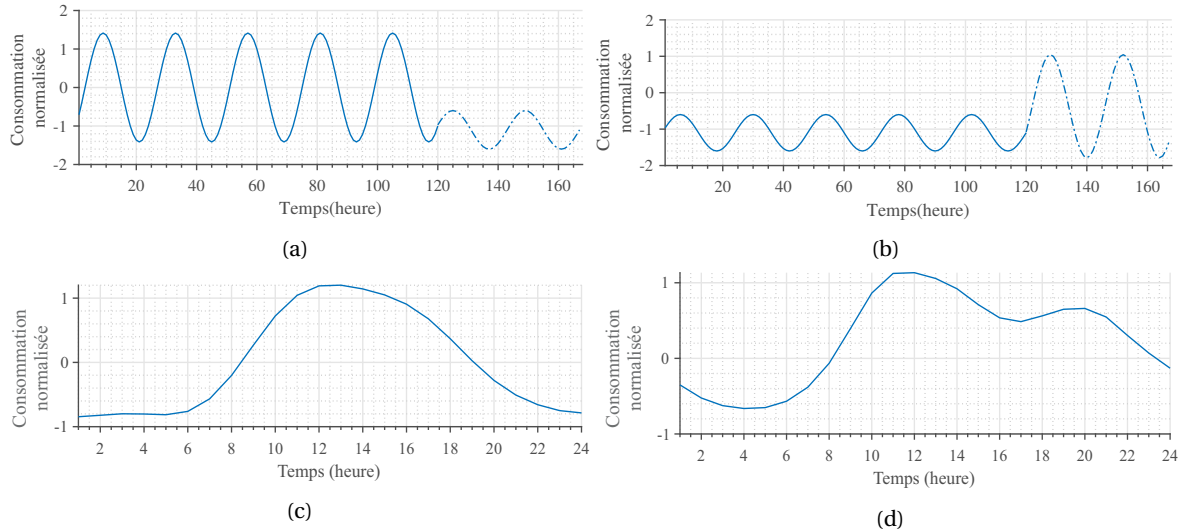 2
1
0
-1
-2
Consommation
normalisée
20 40 60 80 100 120 140 160
Temps(heure)
(a)
2
1
0
-1
-2
Consommation
normalisée
20 40 60 80 100 120 140 160
Temps(heure)
(b)
1
0
-1
Consommation
normalisée
2 4 6 8 10 12 14 16 18 20 22 24
Temps (heure)
(c)
1
0
-1
Consommation
normalisée
2 4 6 8 10 12 14 16 18 20 22 24
Temps (heure)
(d)